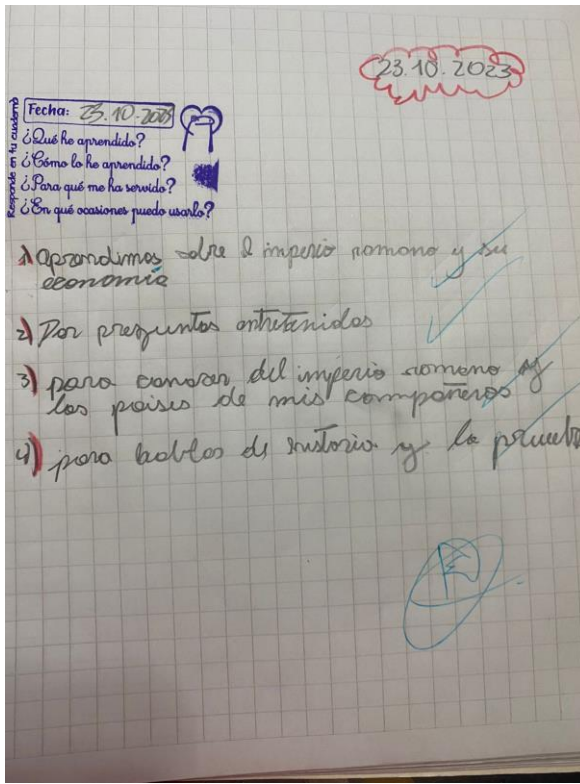 23.10.2023
Responde en tu cuaderno
Fecha: 23.10.2023
¿Qué he aprendido?
¿Cómo lo he aprendido?
¿Para qué me ha servido?
¿En qué ocasiones puedo usarlo?
1) aprendimos sobre el imperio romano y su
economía
2) Por preguntas entretenidas
3) para conocer del imperio romano y
los paises de mis compañeros
4) para hablar de historia y la prueba